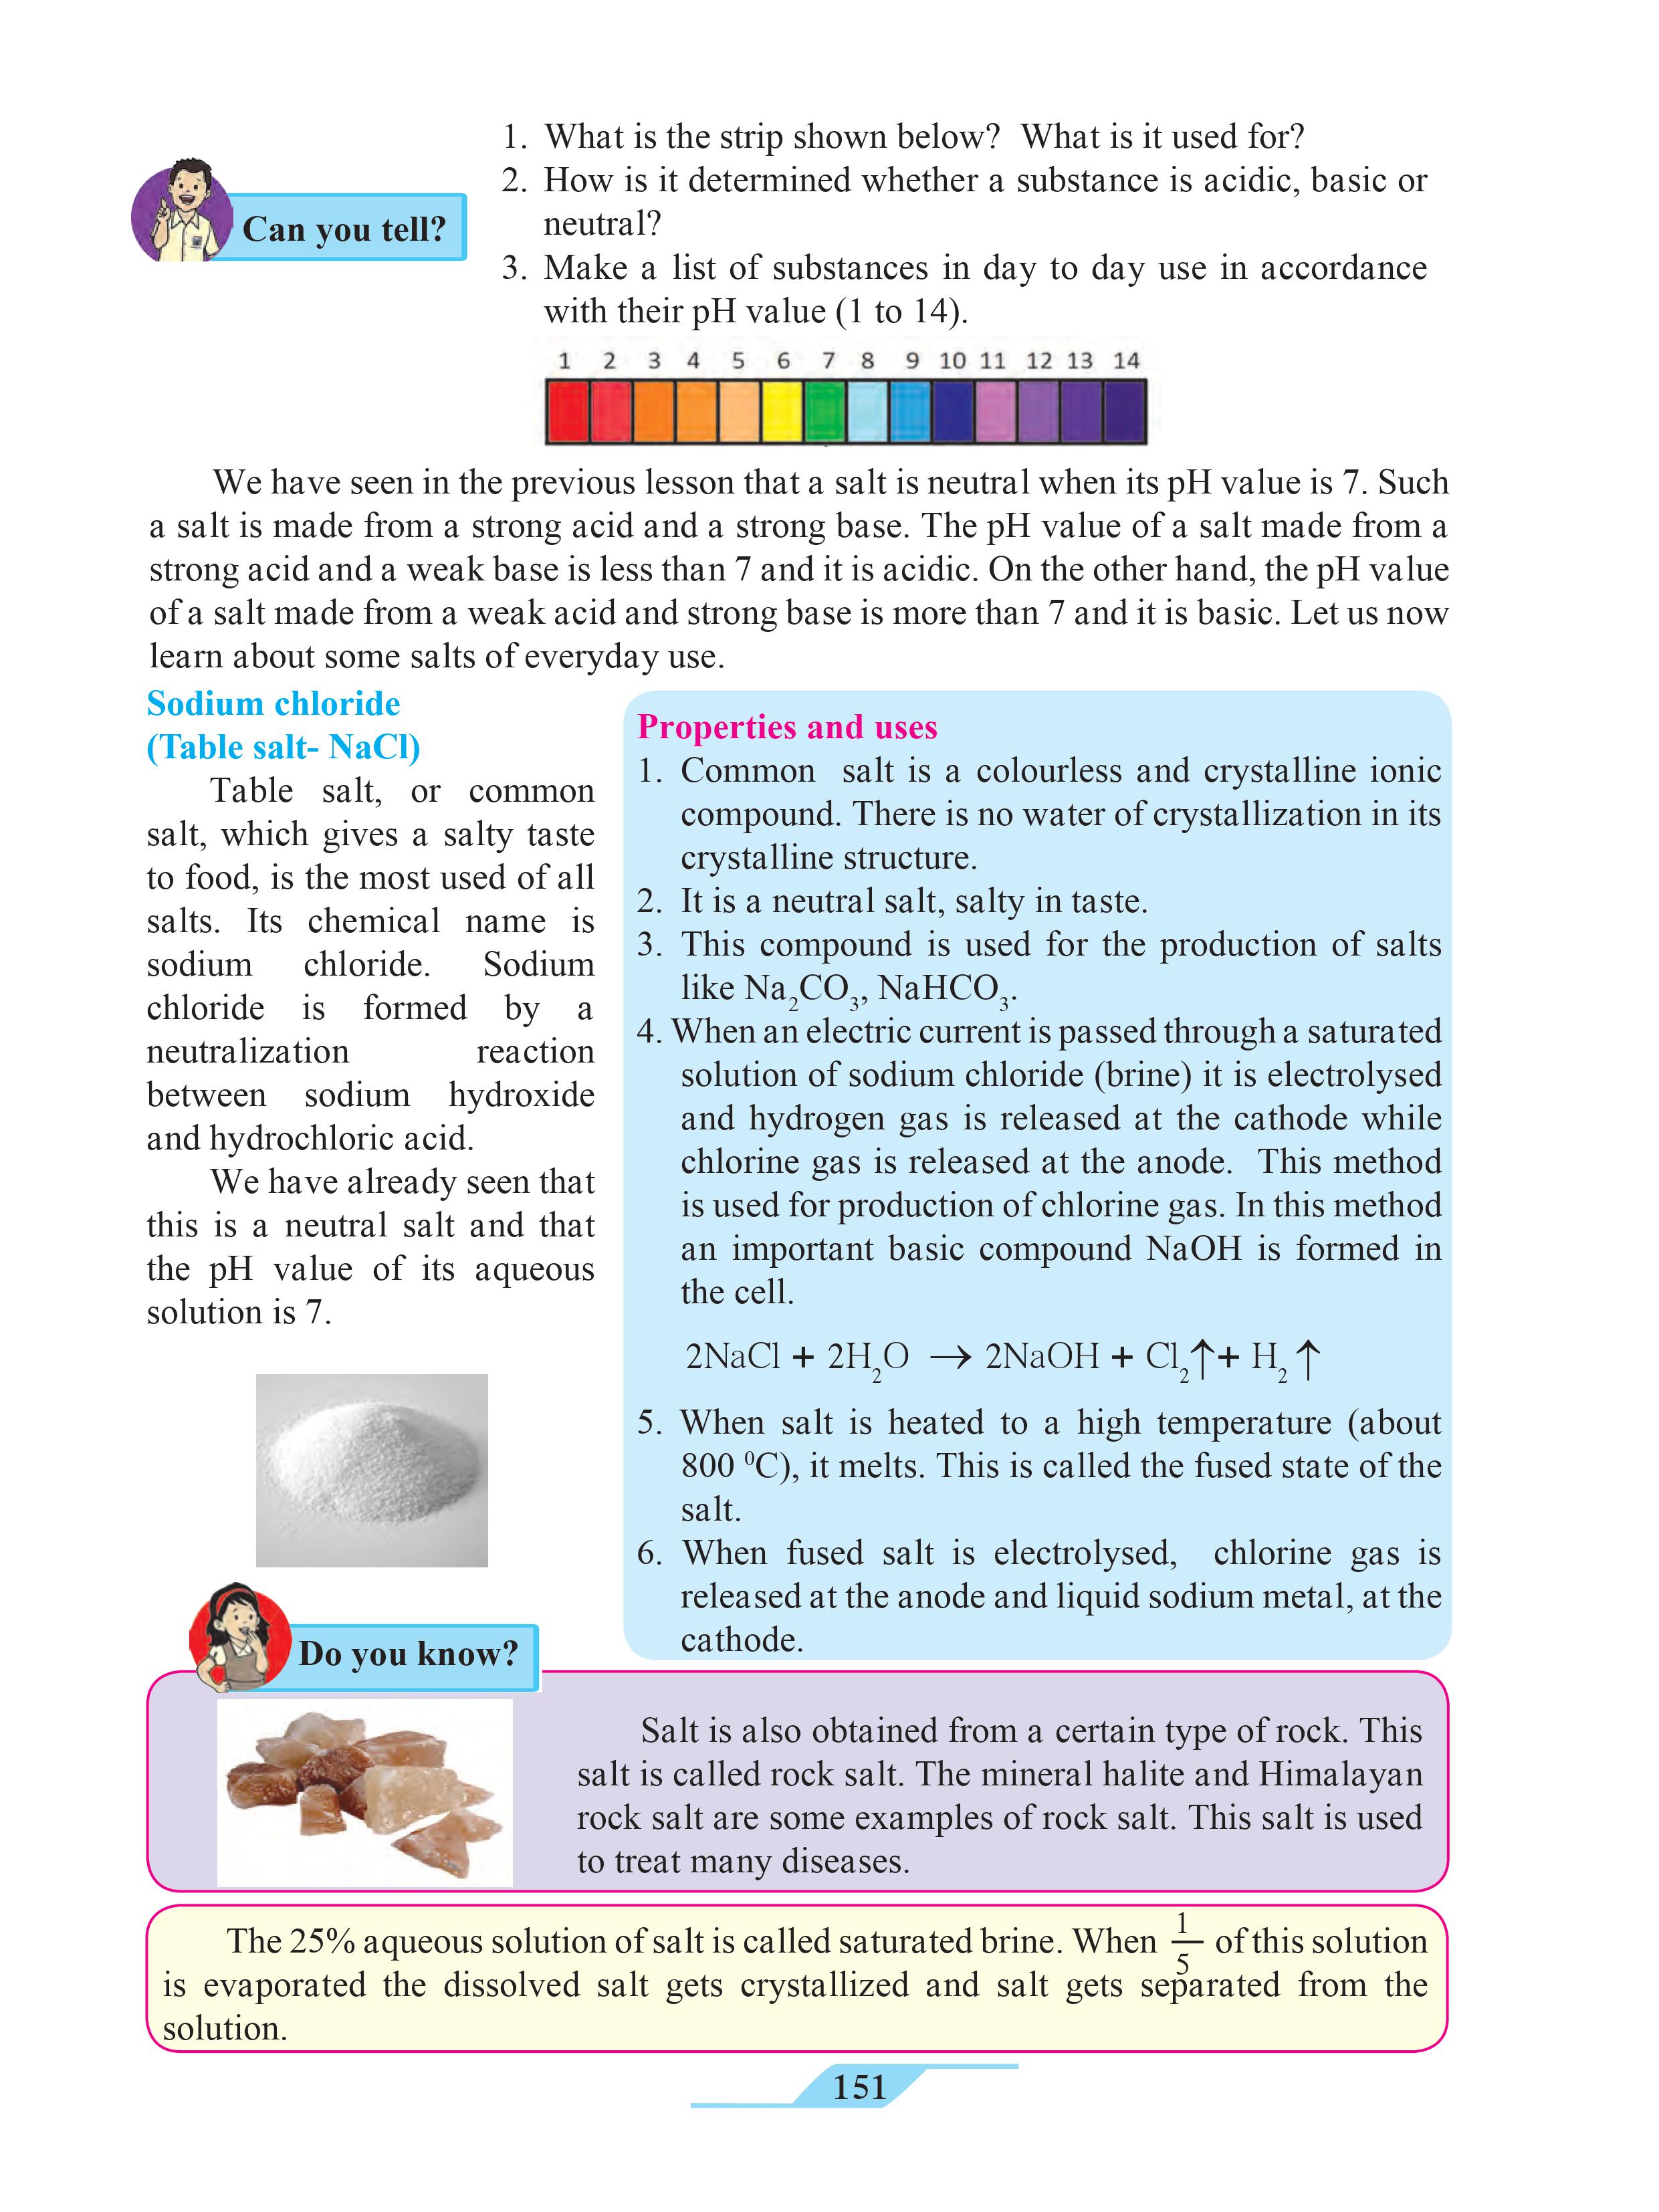 Can you tell?
1. What is the strip shown below? What is it used for?
2. How is it determined whether a substance is acidic, basic or
neutral?
3. Make a list of substances in day to day use in accordance
with their pH value (1 to 14).
1 2 3 4 5 6 7 8 9 10 11 12 13 14
We have seen in the previous lesson that a salt is neutral when its pH value is 7. Such
a salt is made from a strong acid and a strong base. The pH value of a salt made from a
strong acid and a weak base is less than 7 and it is acidic. On the other hand, the pH value
of a salt made from a weak acid and strong base is more than 7 and it is basic. Let us now
learn about some salts of everyday use.
Sodium chloride
(Table salt- NaCl)
Table salt, or common
salt, which gives a salty taste
to food, is the most used of all
salts. Its chemical name is
sodium chloride. Sodium
chloride is formed by a
neutralization reaction
between sodium hydroxide
and hydrochloric acid.
We have already seen that
this is a neutral salt and that
the pH value of its aqueous
solution is 7.
Properties and uses
1. Common salt is a colourless and crystalline ionic
compound. There is no water of crystallization in its
crystalline structure.
2. It is a neutral salt, salty in taste.
3. This compound is used for the production of salts
like Na₂CO₃, NaHCO₃.
4. When an electric current is passed through a saturated
solution of sodium chloride (brine) it is electrolysed
and hydrogen gas is released at the cathode while
chlorine gas is released at the anode. This method
is used for production of chlorine gas. In this method
an important basic compound NaOH is formed in
the cell.
2NaCl + 2H₂O → 2NaOH + Cl₂↑+ H₂ ↑
5. When salt is heated to a high temperature (about
800 ⁰C), it melts. This is called the fused state of the
salt.
6. When fused salt is electrolysed, chlorine gas is
released at the anode and liquid sodium metal, at the
cathode.
Do you know?
Salt is also obtained from a certain type of rock. This
salt is called rock salt. The mineral halite and Himalayan
rock salt are some examples of rock salt. This salt is used
to treat many diseases.
The 25% aqueous solution of salt is called saturated brine. When 1/5 of this solution
is evaporated the dissolved salt gets crystallized and salt gets separated from the
solution.
151